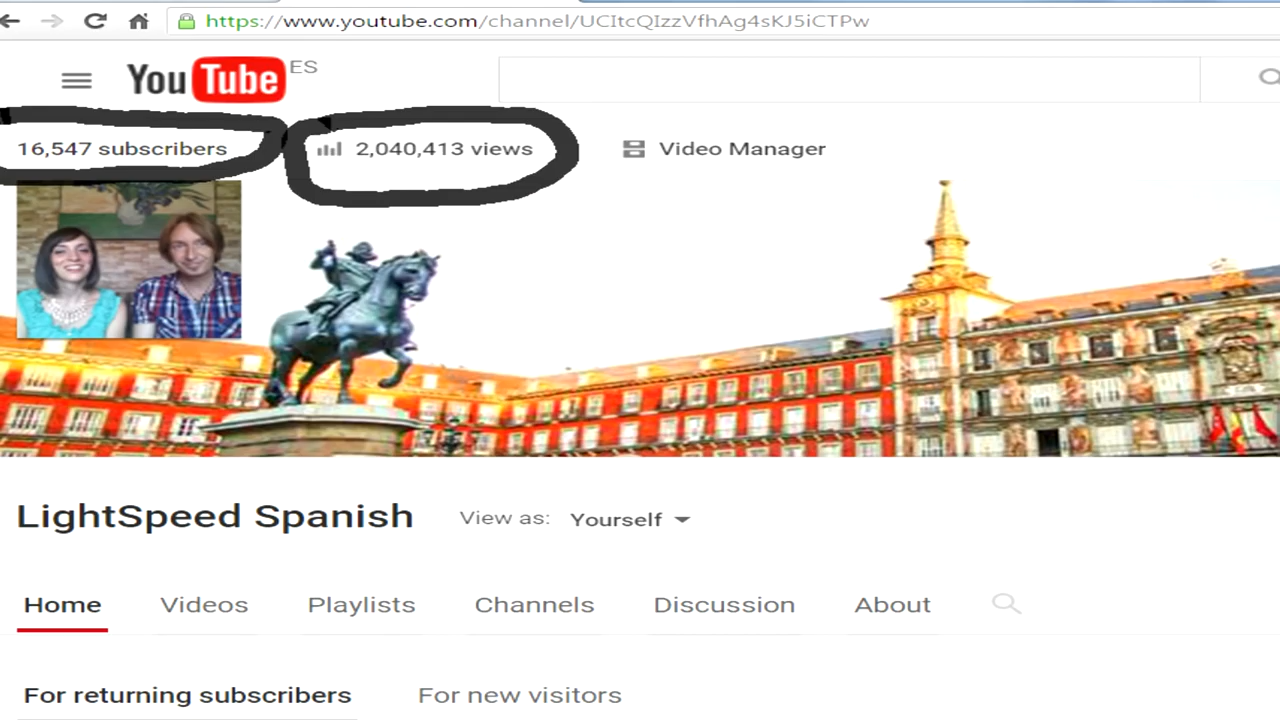 https://www.youtube.com/channel/UCItcQIzzVfhAg4sKJ5iCTPw
YouTube ES
16,547 subscribers 2,040,413 views Video Manager
LightSpeed Spanish View as: Yourself
Home Videos Playlists Channels Discussion About
For returning subscribers For new visitors